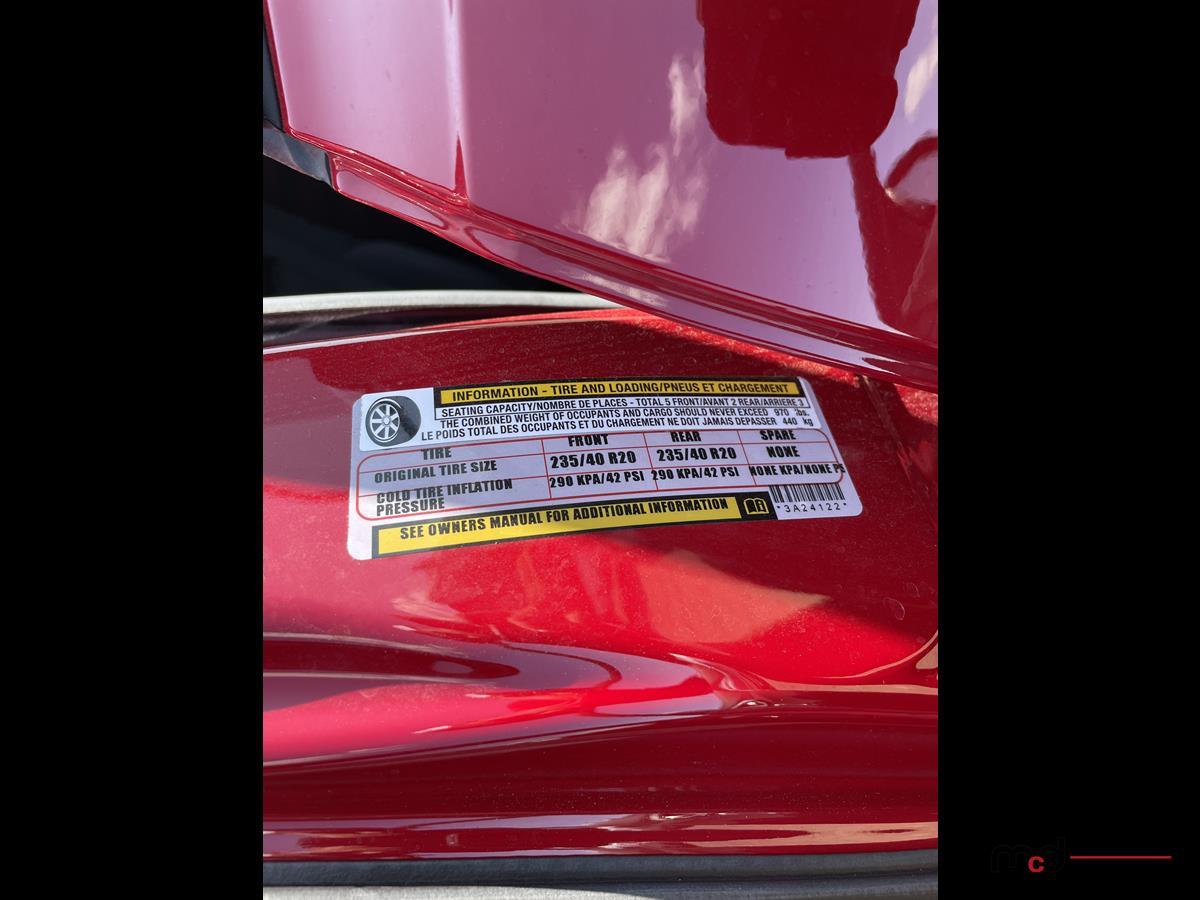 INFORMATION - TIRE AND LOADING/PNEUS ET CHARGEMENT
SEATING CAPACITY/NOMBRE DE PLACES - TOTAL 5 FRONT/AVANT 2 REAR/ARRIERE 3
THE COMBINED WEIGHT OF OCCUPANTS AND CARGO SHOULD NEVER EXCEED 970 lbs.
LE POIDS TOTAL DES OCCUPANTS ET DU CHARGEMENT NE DOIT JAMAIS DEPASSER 440 kg
TIRE FRONT REAR SPARE
ORIGINAL TIRE SIZE 235/40 R20 235/40 R20 NONE
COLD TIRE INFLATION PRESSURE 290 KPA/42 PSI 290 KPA/42 PSI NONE KPA/NONE PS
SEE OWNERS MANUAL FOR ADDITIONAL INFORMATION
*3A24122*